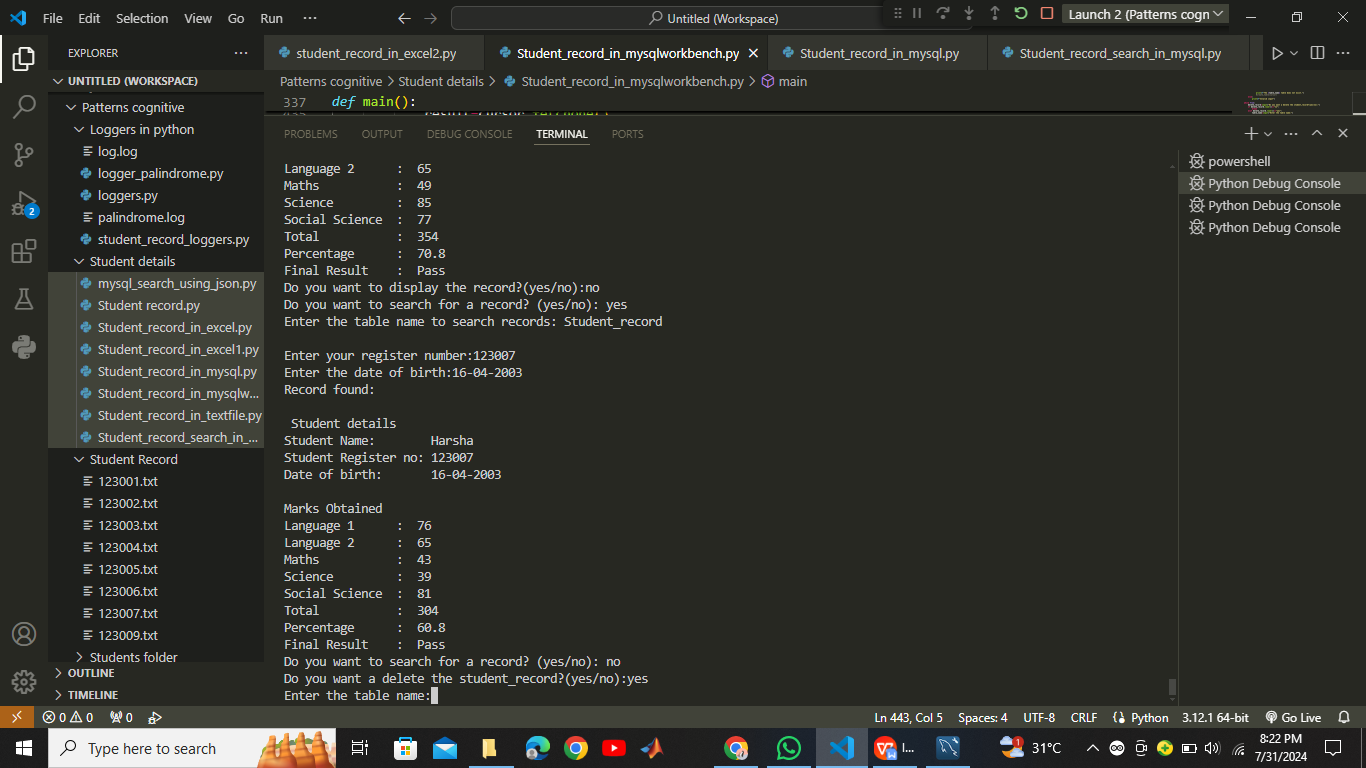 File Edit Selection View Go Run ··· Untitled (Workspace) Launch 2 (Patterns cogn
EXPLORER ···
student_record_in_excel2.py Student_record_in_mysqlworkbench.py Student_record_in_mysql.py Student_record_search_in_mysql.py
UNTITLED (WORKSPACE)
Patterns cognitive > Student details > Student_record_in_mysqlworkbench.py > main
337 def main():
PROBLEMS OUTPUT DEBUG CONSOLE TERMINAL PORTS
Patterns cognitive
Loggers in python
log.log
logger_palindrome.py
loggers.py
palindrome.log
student_record_loggers.py
Student details
mysql_search_using_json.py
Student record.py
Student_record_in_excel.py
Student_record_in_excel1.py
Student_record_in_mysql.py
Student_record_in_mysqlw...
Student_record_in_textfile.py
Student_record_search_in_...
Student Record
123001.txt
123002.txt
123003.txt
123004.txt
123005.txt
123006.txt
123007.txt
123009.txt
Students folder
OUTLINE
TIMELINE
2
Language 2 : 65
Maths : 49
Science : 85
Social Science : 77
Total : 354
Percentage : 70.8
Final Result : Pass
Do you want to display the record?(yes/no):no
Do you want to search for a record? (yes/no): yes
Enter the table name to search records: Student_record
Enter your register number:123007
Enter the date of birth:16-04-2003
Record found:
Student details
Student Name: Harsha
Student Register no: 123007
Date of birth: 16-04-2003
Marks Obtained
Language 1 : 76
Language 2 : 65
Maths : 43
Science : 39
Social Science : 81
Total : 304
Percentage : 60.8
Final Result : Pass
Do you want to search for a record? (yes/no): no
Do you want a delete the student_record?(yes/no):yes
Enter the table name:
powershell
Python Debug Console
Python Debug Console
Python Debug Console
0 0 0 Ln 443, Col 5 Spaces: 4 UTF-8 CRLF Python 3.12.1 64-bit Go Live
Type here to search I... 1 31°C 8:22 PM
7/31/2024